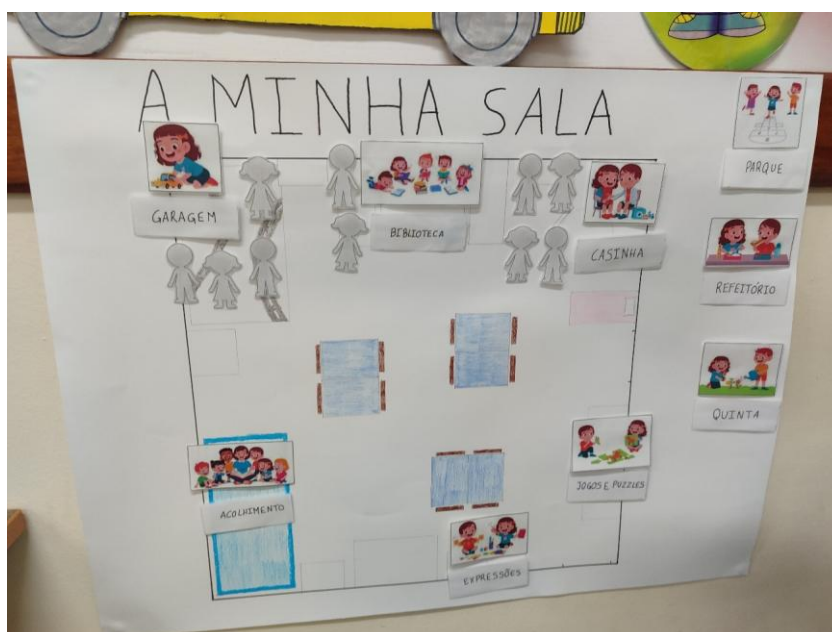 A MINHA SALA
GARAGEM
BIBLIOTECA
CASINHA
PARQUE
REFEITÓRIO
QUINTA
ACOLHIMENTO
JOGOS E PUZZLES
EXPRESSÕES